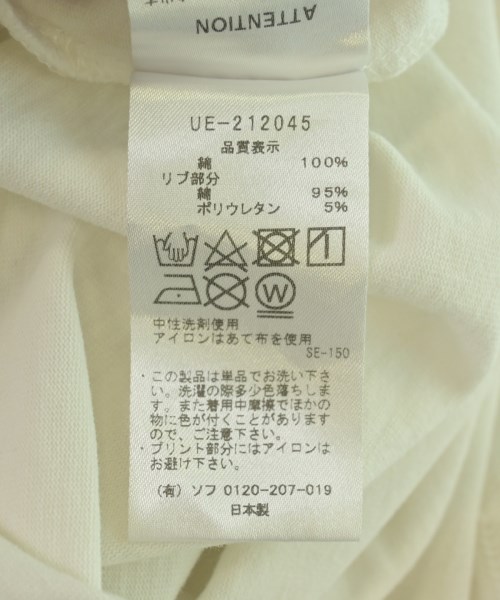 ATTENTION
UE-212045
品質表示
綿 100%
リブ部分
綿 95%
ポリウレタン 5%
W
中性洗剤使用
アイロンはあて布を使用
SE-150
・この製品は単品でお洗い下さ
い。洗濯の際多少色落ちしま
す。また着用中摩擦でほかの
物に色が付くことがあります
ので、ご注意下さい。
・プリント部分にはアイロンは
お避け下さい。
(有) ソフ 0120-207-019
日本製